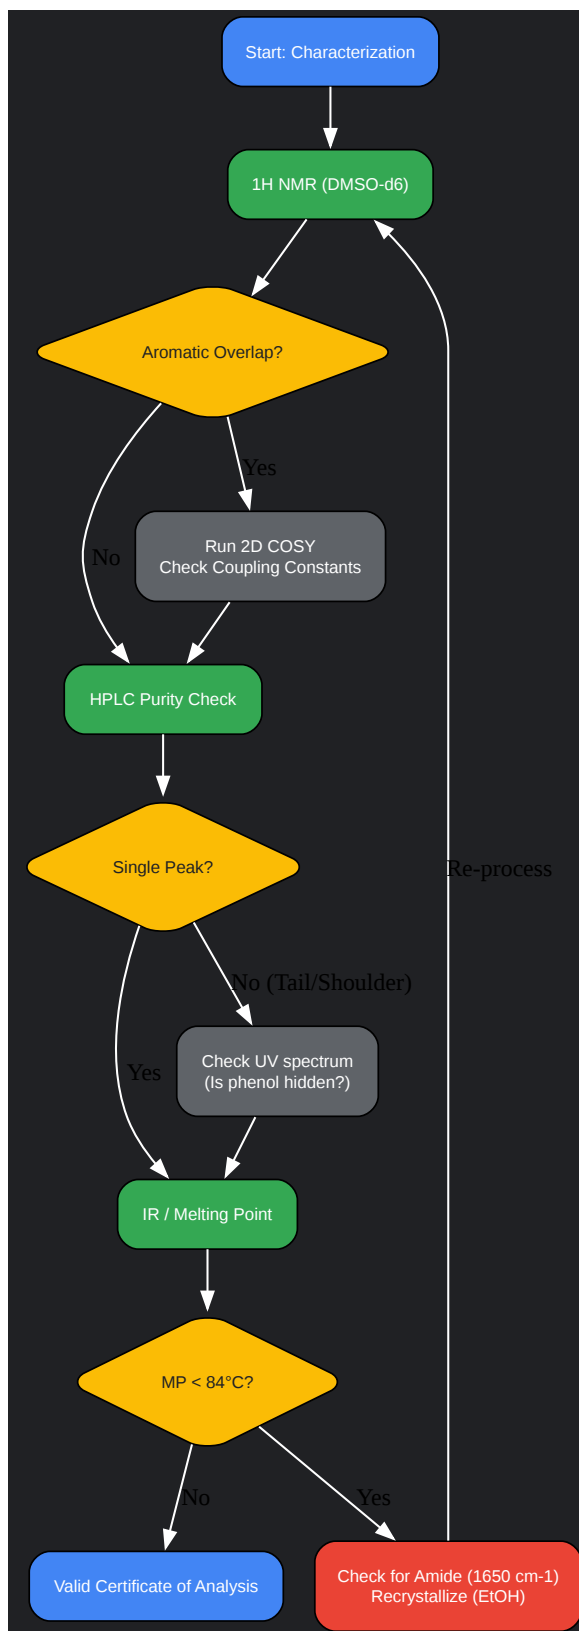 Start: Characterization
1H NMR (DMSO-d6)
Aromatic Overlap?
Yes
Run 2D COSY
Check Coupling Constants
No
HPLC Purity Check
Single Peak?
Re-process
No (Tail/Shoulder)
Check UV spectrum
(Is phenol hidden?)
Yes
IR / Melting Point
MP < 84°C?
No
Yes
Valid Certificate of Analysis
Check for Amide (1650 cm-1)
Recrystallize (EtOH)